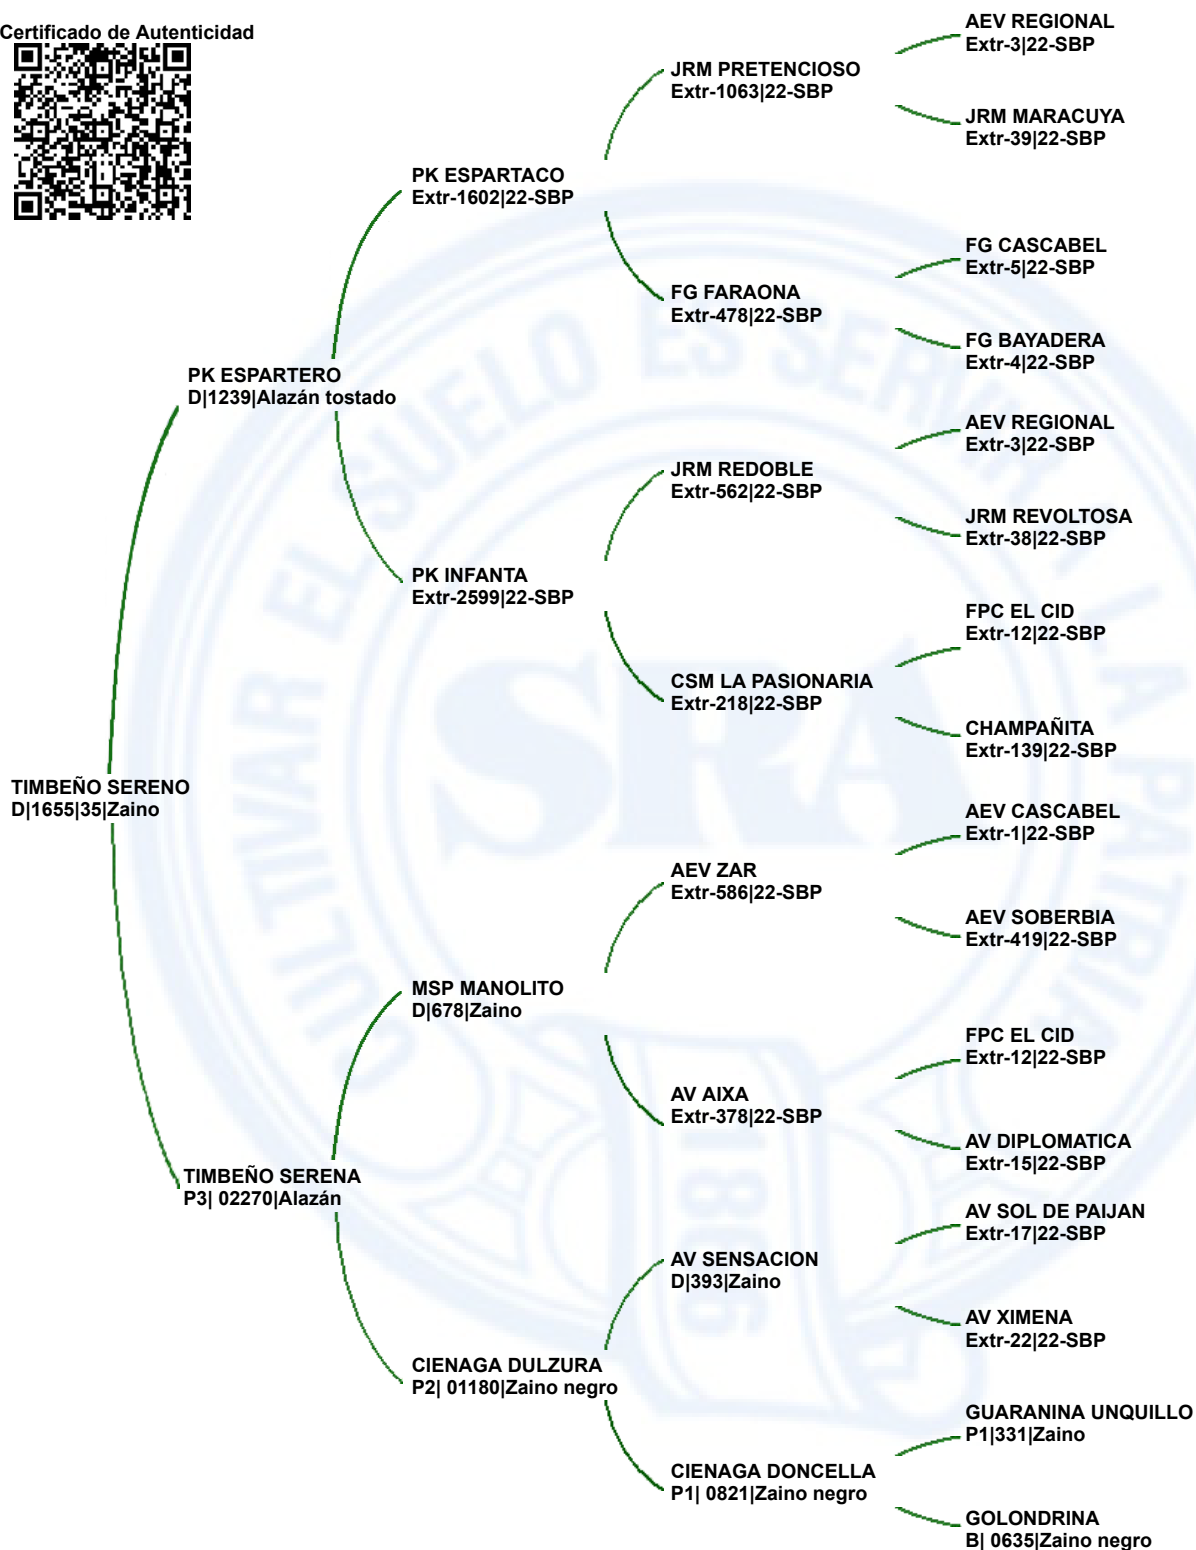 Certificado de Autenticidad
AEV REGIONAL
Extr-3|22-SBP
JRM PRETENCIOSO
Extr-1063|22-SBP
JRM MARACUYA
Extr-39|22-SBP
PK ESPARTACO
Extr-1602|22-SBP
FG CASCABEL
Extr-5|22-SBP
FG FARAONA
Extr-478|22-SBP
FG BAYADERA
Extr-4|22-SBP
PK ESPARTERO
D|1239|Alazán tostado
AEV REGIONAL
Extr-3|22-SBP
JRM REDOBLE
Extr-562|22-SBP
JRM REVOLTOSA
Extr-38|22-SBP
PK INFANTA
Extr-2599|22-SBP
FPC EL CID
Extr-12|22-SBP
CSM LA PASIONARIA
Extr-218|22-SBP
CHAMPAÑITA
Extr-139|22-SBP
TIMBEÑO SERENO
D|1655|35|Zaino
AEV CASCABEL
Extr-1|22-SBP
AEV ZAR
Extr-586|22-SBP
AEV SOBERBIA
Extr-419|22-SBP
MSP MANOLITO
D|678|Zaino
FPC EL CID
Extr-12|22-SBP
AV AIXA
Extr-378|22-SBP
AV DIPLOMATICA
Extr-15|22-SBP
TIMBEÑO SERENA
P3| 02270|Alazán
AV SOL DE PAIJAN
Extr-17|22-SBP
AV SENSACION
D|393|Zaino
AV XIMENA
Extr-22|22-SBP
CIENAGA DULZURA
P2| 01180|Zaino negro
GUARANINA UNQUILLO
P1|331|Zaino
CIENAGA DONCELLA
P1| 0821|Zaino negro
GOLONDRINA
B| 0635|Zaino negro
CULTIVAR EL SUELO ES SERVIR A LA PATRIA
SRA
1866